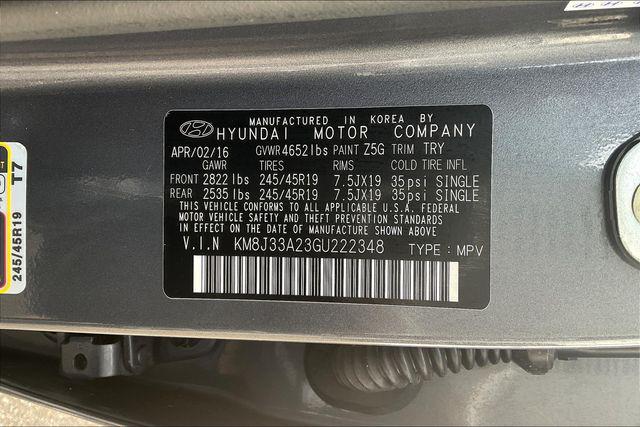 MANUFACTURED IN KOREA BY
HYUNDAI MOTOR COMPANY
APR/02/16 GVWR 4652 lbs PAINT Z5G TRIM TRY
GAWR TIRES RIMS COLD TIRE INFL
FRONT 2822 lbs 245/45R19 7.5JX19 35psi SINGLE
REAR 2535 lbs 245/45R19 7.5JX19 35psi SINGLE
THIS VEHICLE CONFORMS TO ALL APPLICABLE U.S.A. FEDERAL
MOTOR VEHICLE SAFETY AND THEFT PREVENTION STANDARDS
IN EFFECT ON THE DATE OF MANUFACTURE SHOWN ABOVE.
V.I.N KM8J33A23GU222348 TYPE : MPV
245/45R19 T7